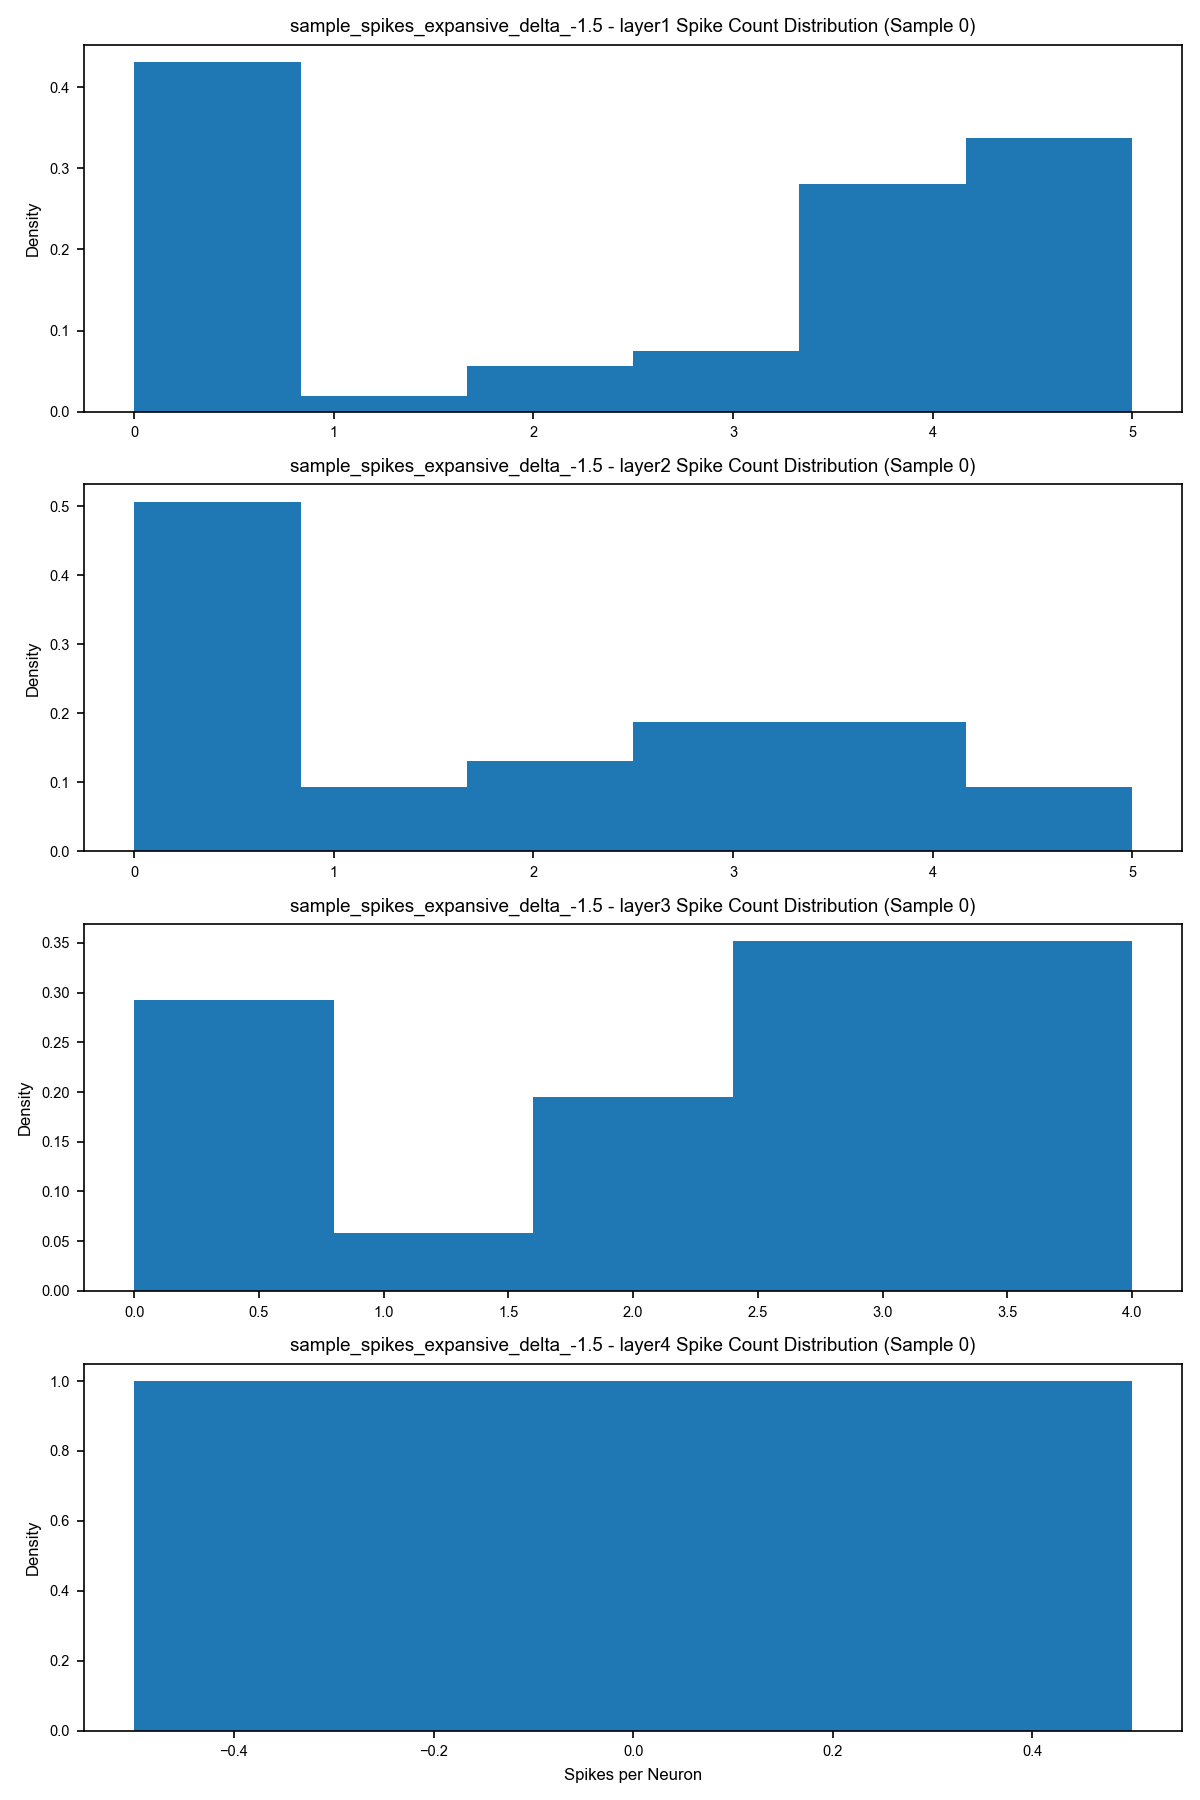 sample_spikes_expansive_delta_-1.5 - layer1 Spike Count Distribution (Sample 0)
Density
0.4
0.3
0.2
0.1
0.0
0 1 2 3 4 5
sample_spikes_expansive_delta_-1.5 - layer2 Spike Count Distribution (Sample 0)
Density
0.5
0.4
0.3
0.2
0.1
0.0
0 1 2 3 4 5
sample_spikes_expansive_delta_-1.5 - layer3 Spike Count Distribution (Sample 0)
Density
0.35
0.30
0.25
0.20
0.15
0.10
0.05
0.00
0.0 0.5 1.0 1.5 2.0 2.5 3.0 3.5 4.0
sample_spikes_expansive_delta_-1.5 - layer4 Spike Count Distribution (Sample 0)
Density
1.0
0.8
0.6
0.4
0.2
0.0
−0.4 −0.2 0.0 0.2 0.4
Spikes per Neuron